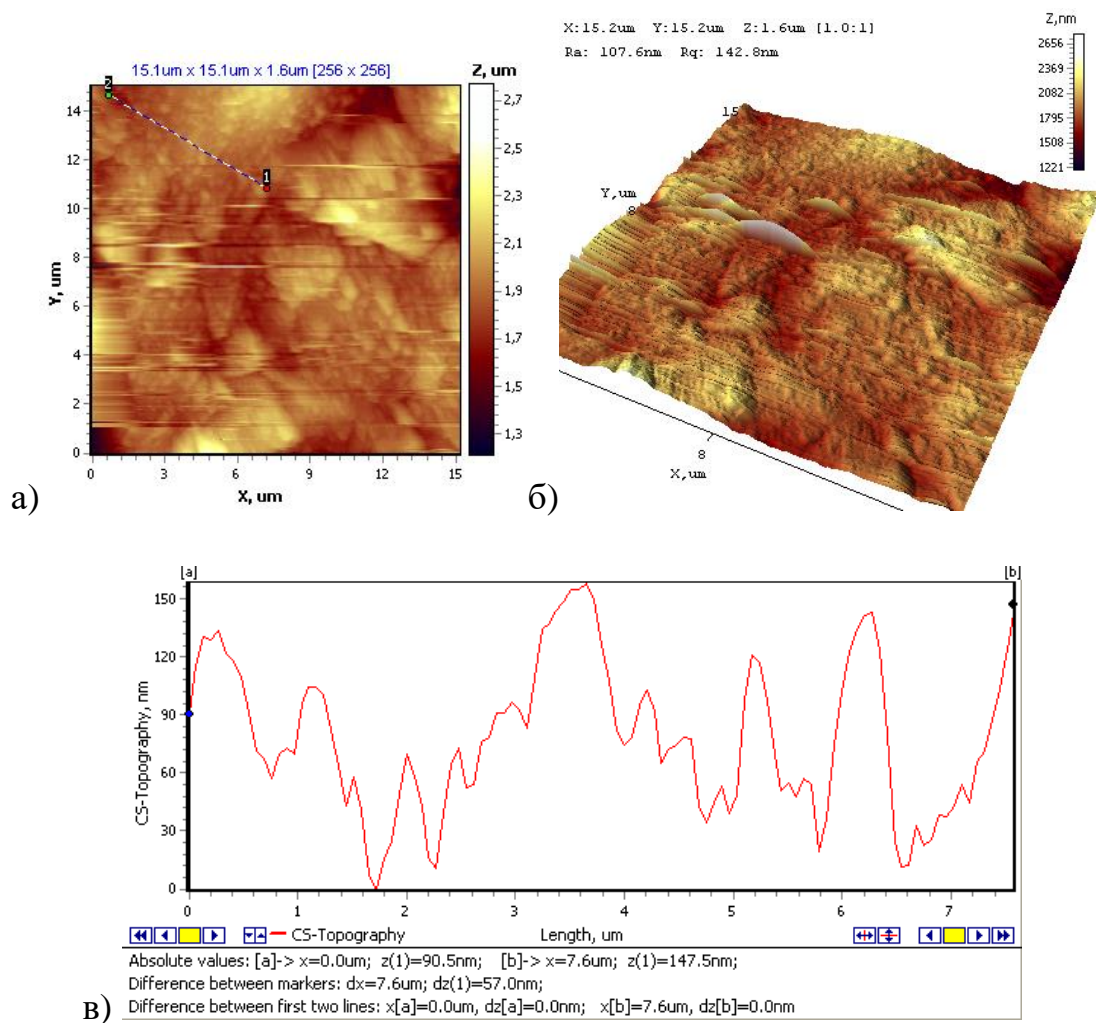 15.1um x 15.1um x 1.6um [256 x 256]
Z, um
2
1
14
12
10
8
6
4
2
0
Y, um
0
3
6
9
12
15
X, um
2,7
2,5
2,3
2,1
1,9
1,7
1,5
1,3
а)
X:15.2um Y:15.2um Z:1.6um [1.0:1]
Ra: 107.6nm Rq: 142.8nm
Z,nm
2656
2369
2082
1795
1508
1221
15
Y,um
8
8
X,um
б)
[a]
[b]
150
120
90
60
30
0
CS-Topography, nm
0
1
2
3
4
5
6
7
CS-Topography
Length, um
Absolute values: [a]-> x=0.0um; z(1)=90.5nm; [b]-> x=7.6um; z(1)=147.5nm;
Difference between markers: dx=7.6um; dz(1)=57.0nm;
Difference between first two lines: x[a]=0.0um, dz[a]=0.0nm; x[b]=7.6um, dz[b]=0.0nm
в)